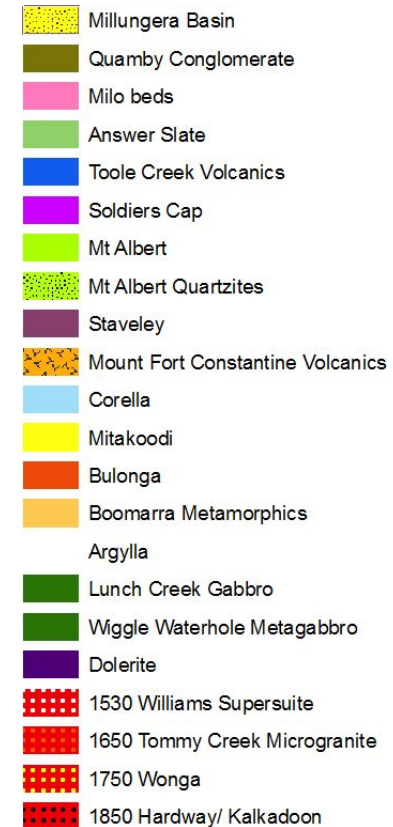 Millungera Basin
Quamby Conglomerate
Milo beds
Answer Slate
Toole Creek Volcanics
Soldiers Cap
Mt Albert
Mt Albert Quartzites
Staveley
Mount Fort Constantine Volcanics
Corella
Mitakoodi
Bulonga
Boomarra Metamorphics
Argylla
Lunch Creek Gabbro
Wiggle Waterhole Metagabbro
Dolerite
1530 Williams Supersuite
1650 Tommy Creek Microgranite
1750 Wonga
1850 Hardway/ Kalkadoon